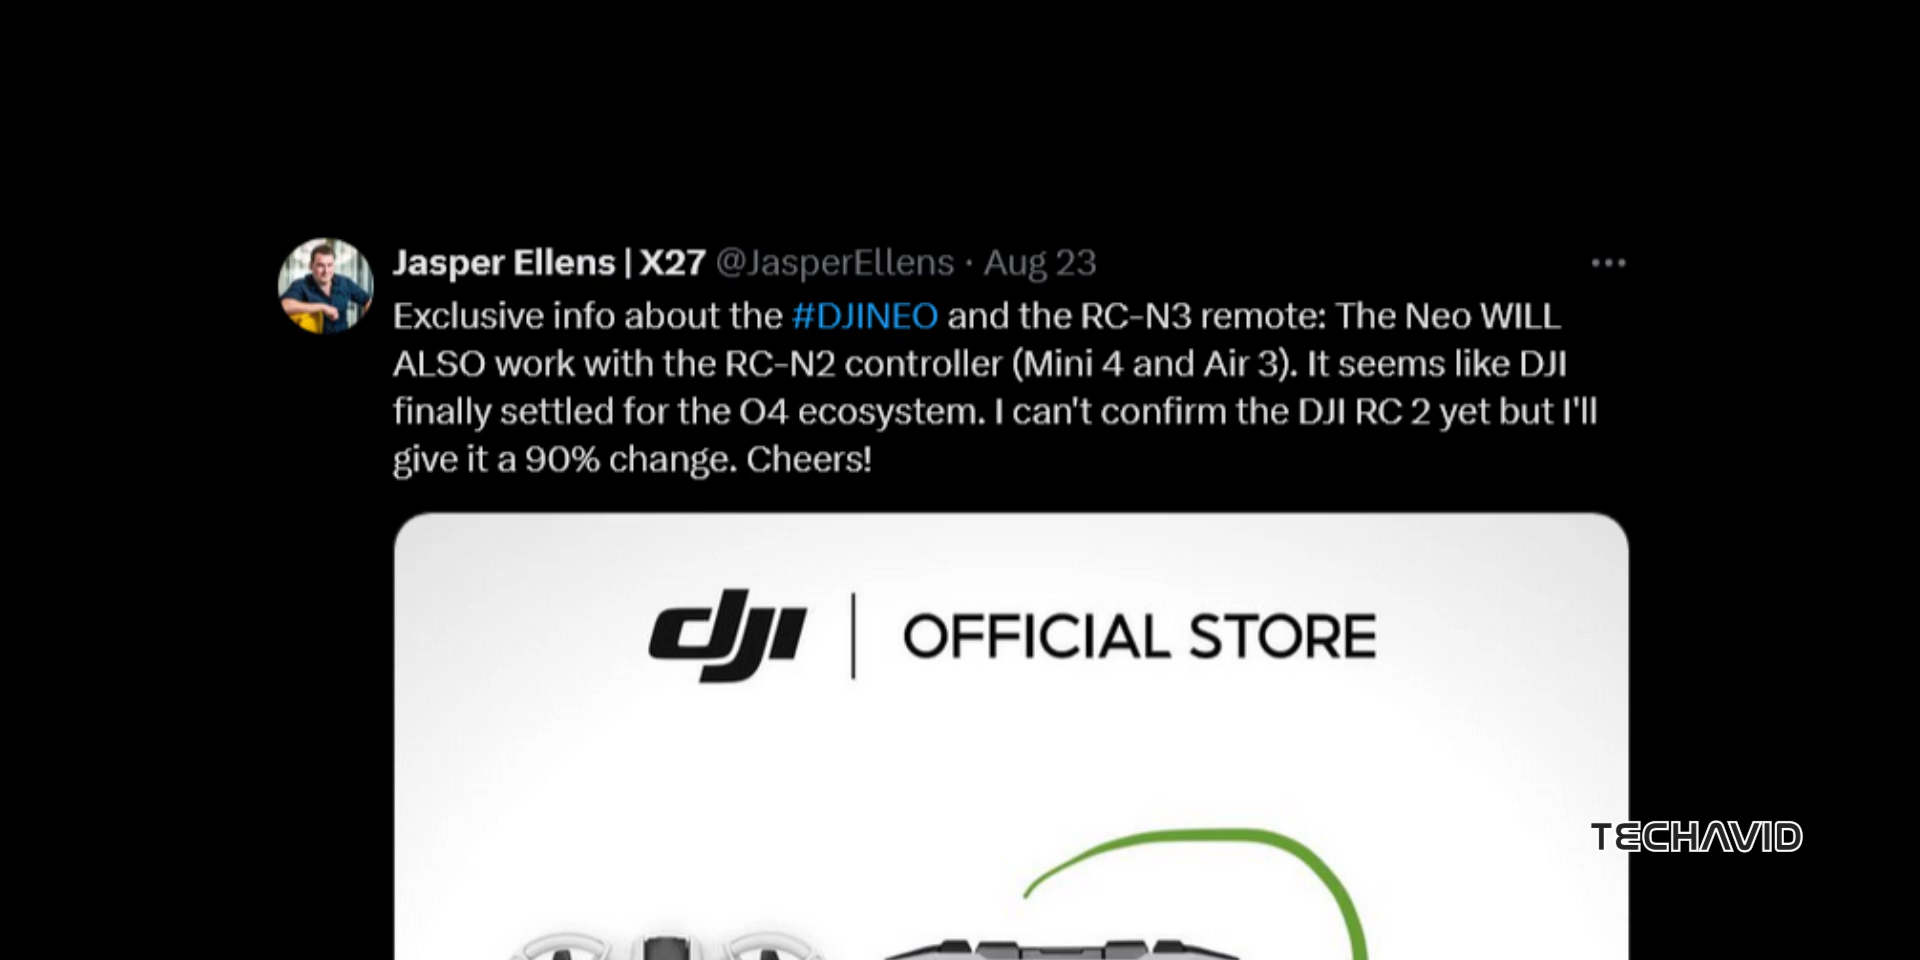 Jasper Ellens | X27 @JasperEllens · Aug 23
Exclusive info about the #DJINEO and the RC-N3 remote: The Neo WILL
ALSO work with the RC-N2 controller (Mini 4 and Air 3). It seems like DJI
finally settled for the O4 ecosystem. I can't confirm the DJI RC 2 yet but I'll
give it a 90% change. Cheers!
dji | OFFICIAL STORE
TECHAVID